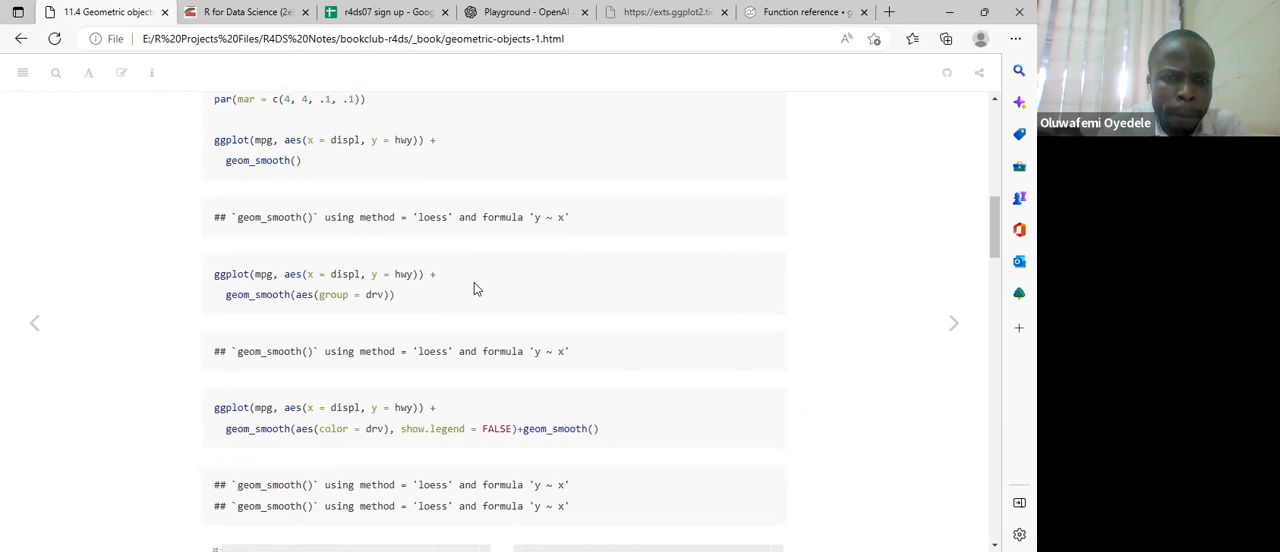 11.4 Geometric objects
R for Data Science (2e)
r4ds07 sign up - Goog
Playground - OpenAI
https://exts.ggplot2.tid
Function reference •
File
E:/R%20Projects%20Files/R4DS%20Notes/bookclub-r4ds/_book/geometric-objects-1.html
par(mar = c(4, 4, .1, .1))
ggplot(mpg, aes(x = displ, y = hwy)) +
geom_smooth()
## `geom_smooth()` using method = 'loess' and formula 'y ~ x'
ggplot(mpg, aes(x = displ, y = hwy)) +
geom_smooth(aes(group = drv))
## `geom_smooth()` using method = 'loess' and formula 'y ~ x'
ggplot(mpg, aes(x = displ, y = hwy)) +
geom_smooth(aes(color = drv), show.legend = FALSE)+geom_smooth()
## `geom_smooth()` using method = 'loess' and formula 'y ~ x'
## `geom_smooth()` using method = 'loess' and formula 'y ~ x'
Oluwafemi Oyedele